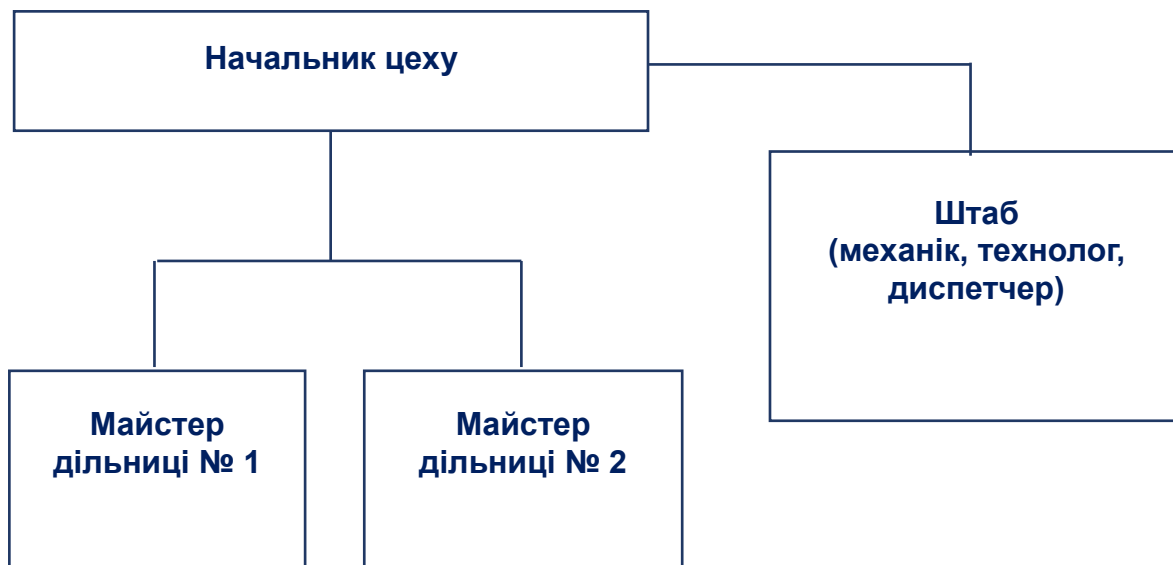 Начальник цеху
Штаб
(механік, технолог,
диспетчер)
Майстер
дільниці № 1
Майстер
дільниці № 2